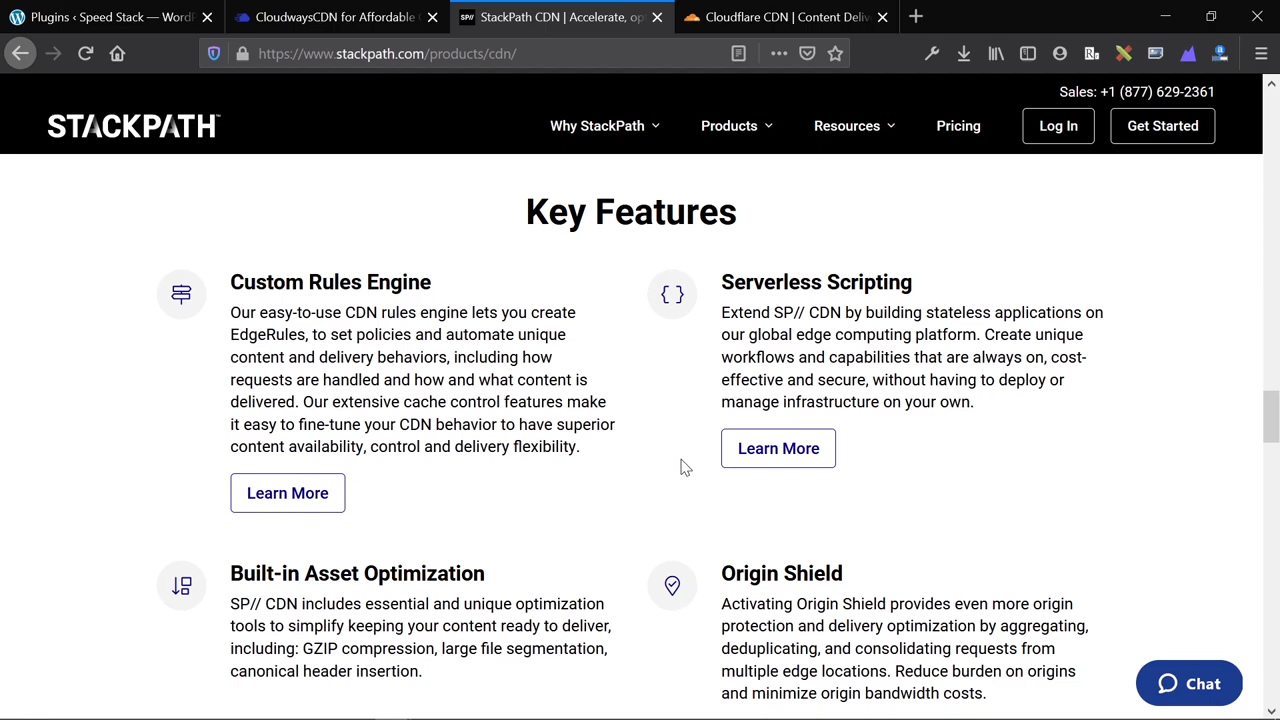 Plugins ‹ Speed Stack — Word
CloudwaysCDN for Affordable
SP// StackPath CDN | Accelerate, op
Cloudflare CDN | Content Deliv
https://www.stackpath.com/products/cdn/
Sales: +1 (877) 629-2361
STACKPATH
Why StackPath Products Resources Pricing Log In Get Started
Key Features
Custom Rules Engine
Our easy-to-use CDN rules engine lets you create
EdgeRules, to set policies and automate unique
content and delivery behaviors, including how
requests are handled and how and what content is
delivered. Our extensive cache control features make
it easy to fine-tune your CDN behavior to have superior
content availability, control and delivery flexibility.
Learn More
Serverless Scripting
Extend SP// CDN by building stateless applications on
our global edge computing platform. Create unique
workflows and capabilities that are always on, cost-
effective and secure, without having to deploy or
manage infrastructure on your own.
Learn More
Built-in Asset Optimization
SP// CDN includes essential and unique optimization
tools to simplify keeping your content ready to deliver,
including: GZIP compression, large file segmentation,
canonical header insertion.
Origin Shield
Activating Origin Shield provides even more origin
protection and delivery optimization by aggregating,
deduplicating, and consolidating requests from
multiple edge locations. Reduce burden on origins
and minimize origin bandwidth costs.
Chat